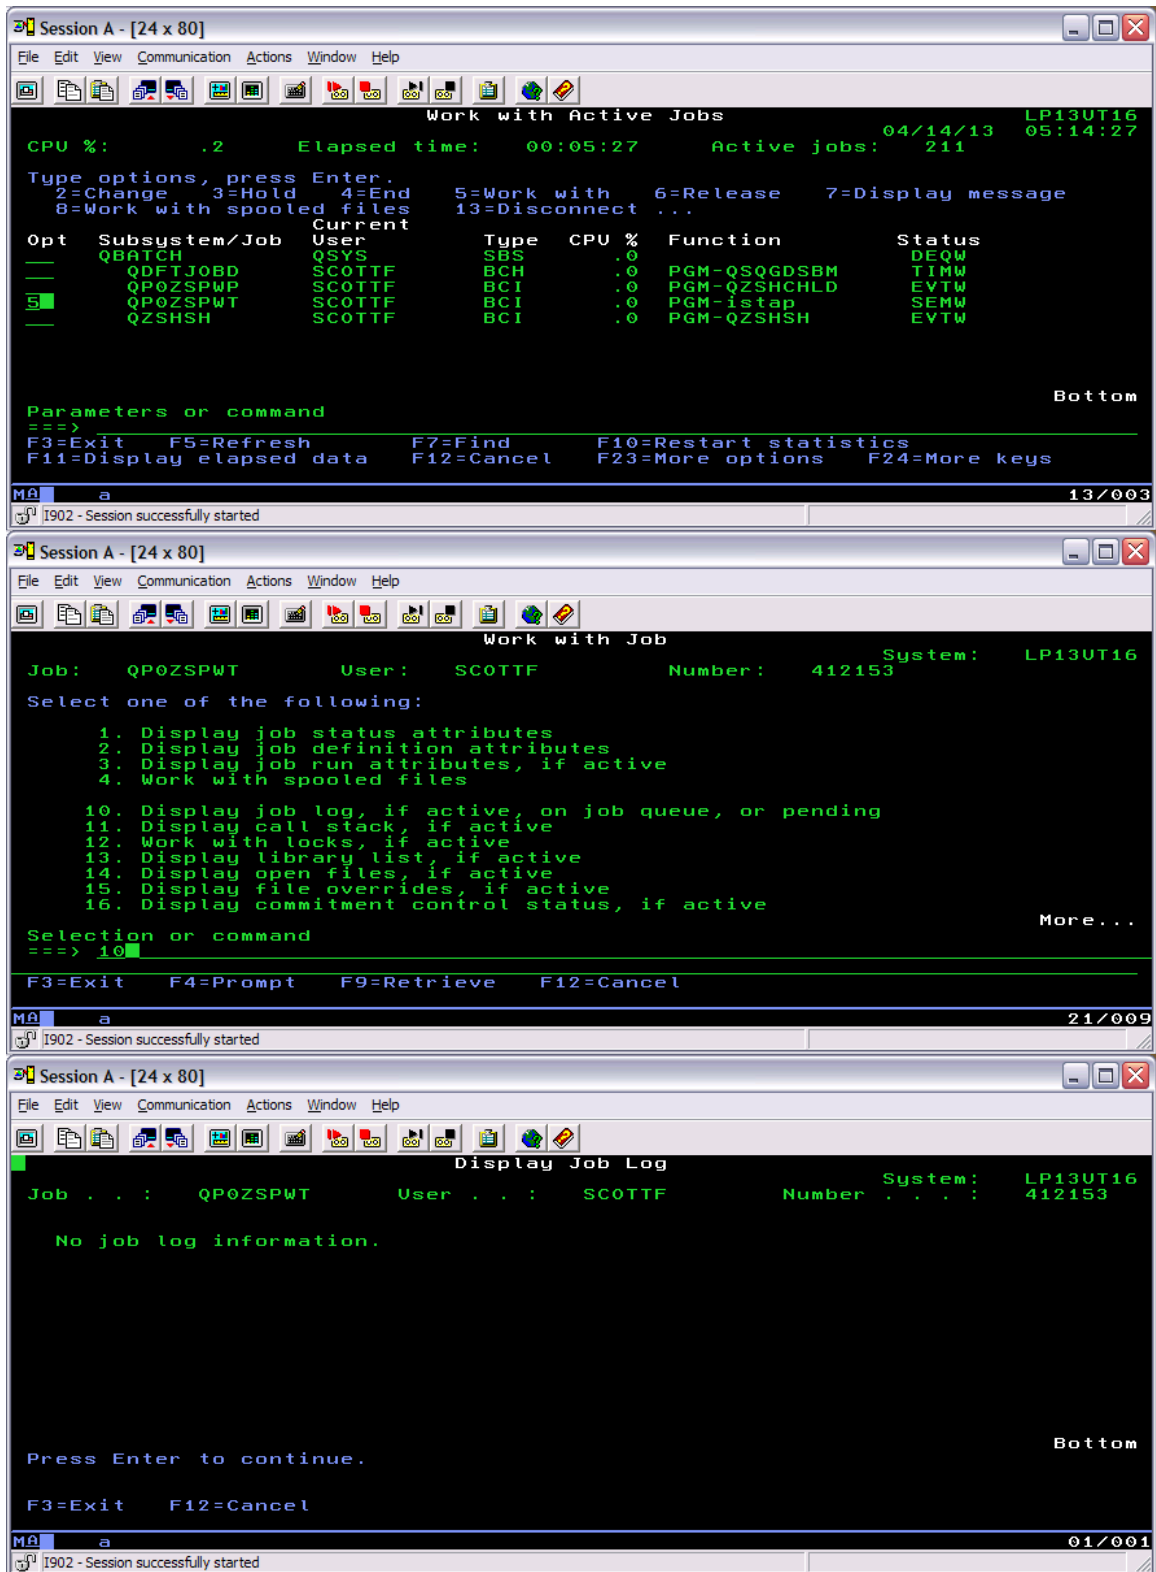 Session A - [24 x 80]
File Edit View Communication Actions Window Help
Work with Active Jobs LP13UT16
04/14/13 05:14:27
CPU %: .2 Elapsed time: 00:05:27 Active jobs: 211
Type options, press Enter.
2=Change 3=Hold 4=End 5=Work with 6=Release 7=Display message
8=Work with spooled files 13=Disconnect ...
Current
Opt Subsystem/Job User Type CPU % Function Status
QBATCH QSYS SBS .0 DEQW
QDFTJOBD SCOTTF BCH .0 PGM-QSQGDSBM TIMW
QP0ZSPWP SCOTTF BCI .0 PGM-QZSHCHLD EVTW
5 QP0ZSPWT SCOTTF BCI .0 PGM-istap SEMW
QZSHSH SCOTTF BCI .0 PGM-QZSHSH EVTW
Bottom
Parameters or command
===>
F3=Exit F5=Refresh F7=Find F10=Restart statistics
F11=Display elapsed data F12=Cancel F23=More options F24=More keys
MA a 13/003
I902 - Session successfully started
Session A - [24 x 80]
File Edit View Communication Actions Window Help
Work with Job
System: LP13UT16
Job: QP0ZSPWT User: SCOTTF Number: 412153
Select one of the following:
1. Display job status attributes
2. Display job definition attributes
3. Display job run attributes, if active
4. Work with spooled files
10. Display job log, if active, on job queue, or pending
11. Display call stack, if active
12. Work with locks, if active
13. Display library list, if active
14. Display open files, if active
15. Display file overrides, if active
16. Display commitment control status, if active
More...
Selection or command
===> 10
F3=Exit F4=Prompt F9=Retrieve F12=Cancel
MA a 21/009
I902 - Session successfully started
Session A - [24 x 80]
File Edit View Communication Actions Window Help
Display Job Log
System: LP13UT16
Job . . : QP0ZSPWT User . . : SCOTTF Number . . . : 412153
No job log information.
Bottom
Press Enter to continue.
F3=Exit F12=Cancel
MA a 01/001
I902 - Session successfully started